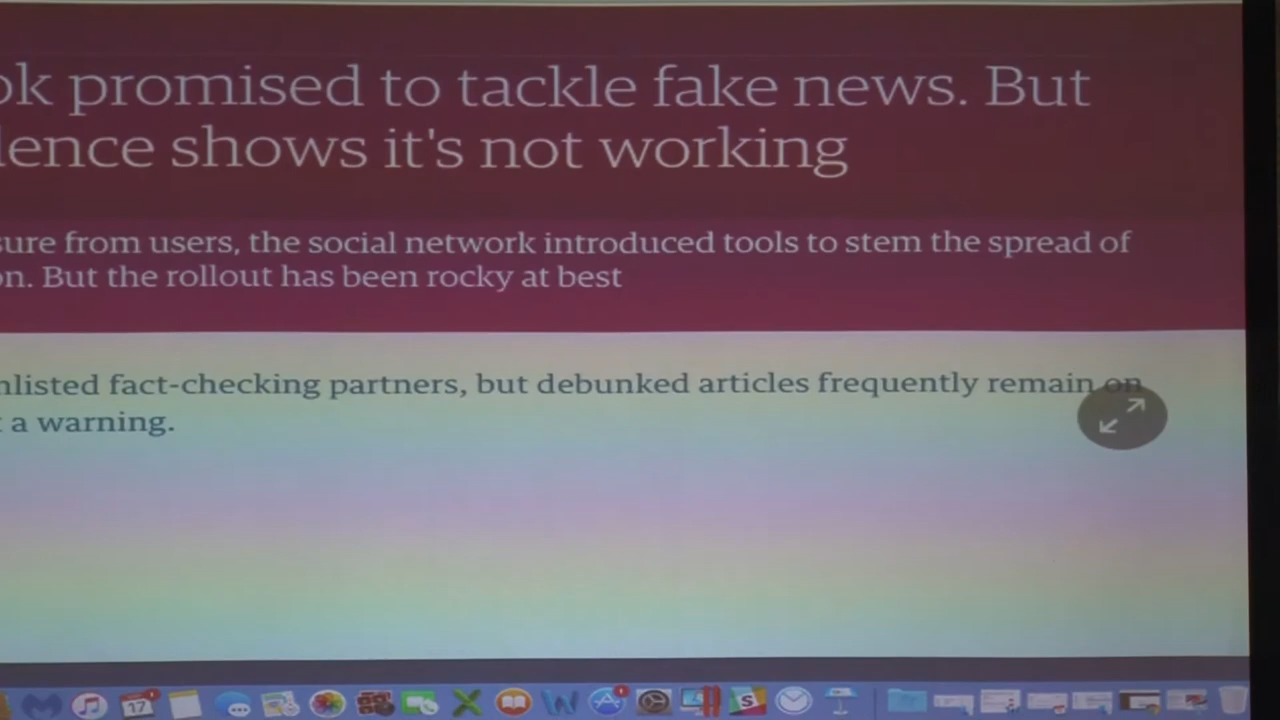 ok promised to tackle fake news. But
lence shows it's not working
sure from users, the social network introduced tools to stem the spread of
on. But the rollout has been rocky at best
nlisted fact-checking partners, but debunked articles frequently remain on
a warning.
17